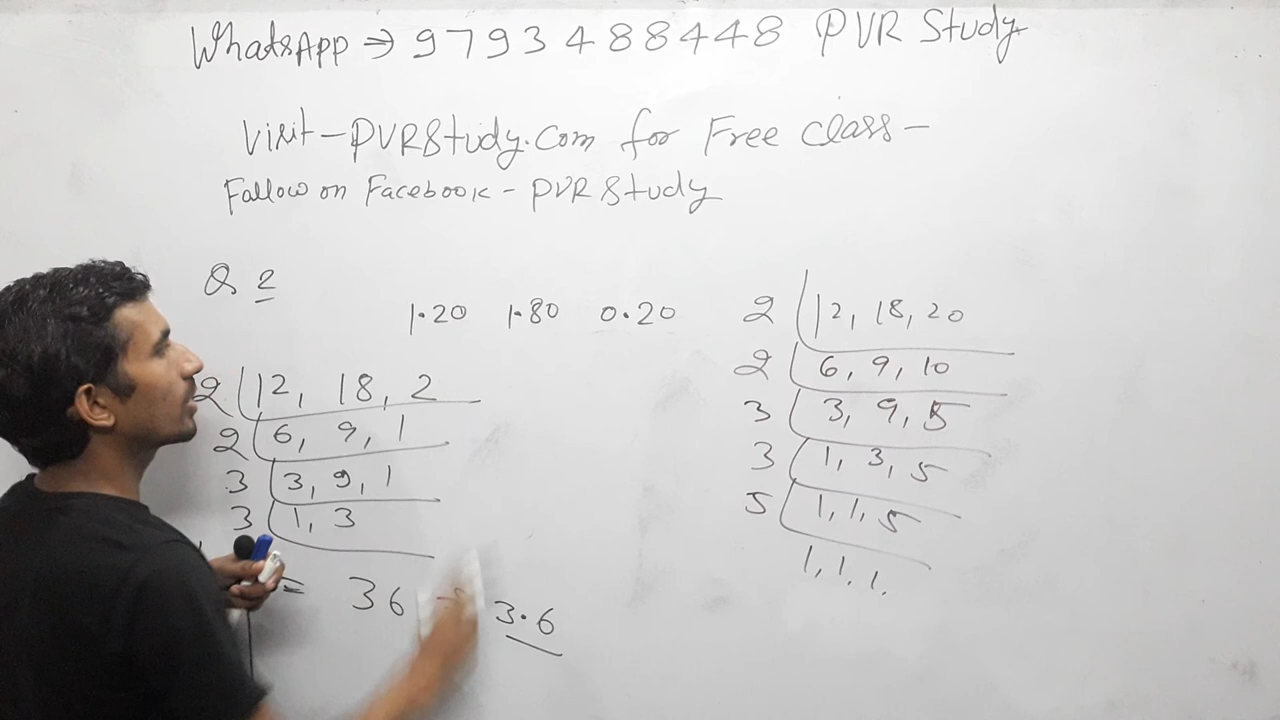 WhatsApp ⇒ 9793488448 PVR Study
Visit - PVRStudy.Com for Free Class -
Fallow on Facebook - PVR Study
Q 2
1.20 1.80 0.20
2 12, 18, 2
2 6, 9, 1
3 3, 9, 1
3 1, 3
= 36
3.6
2 12, 18, 20
2 6, 9, 10
3 3, 9, 5
3 1, 3, 5
5 1, 1, 5
1, 1, 1.